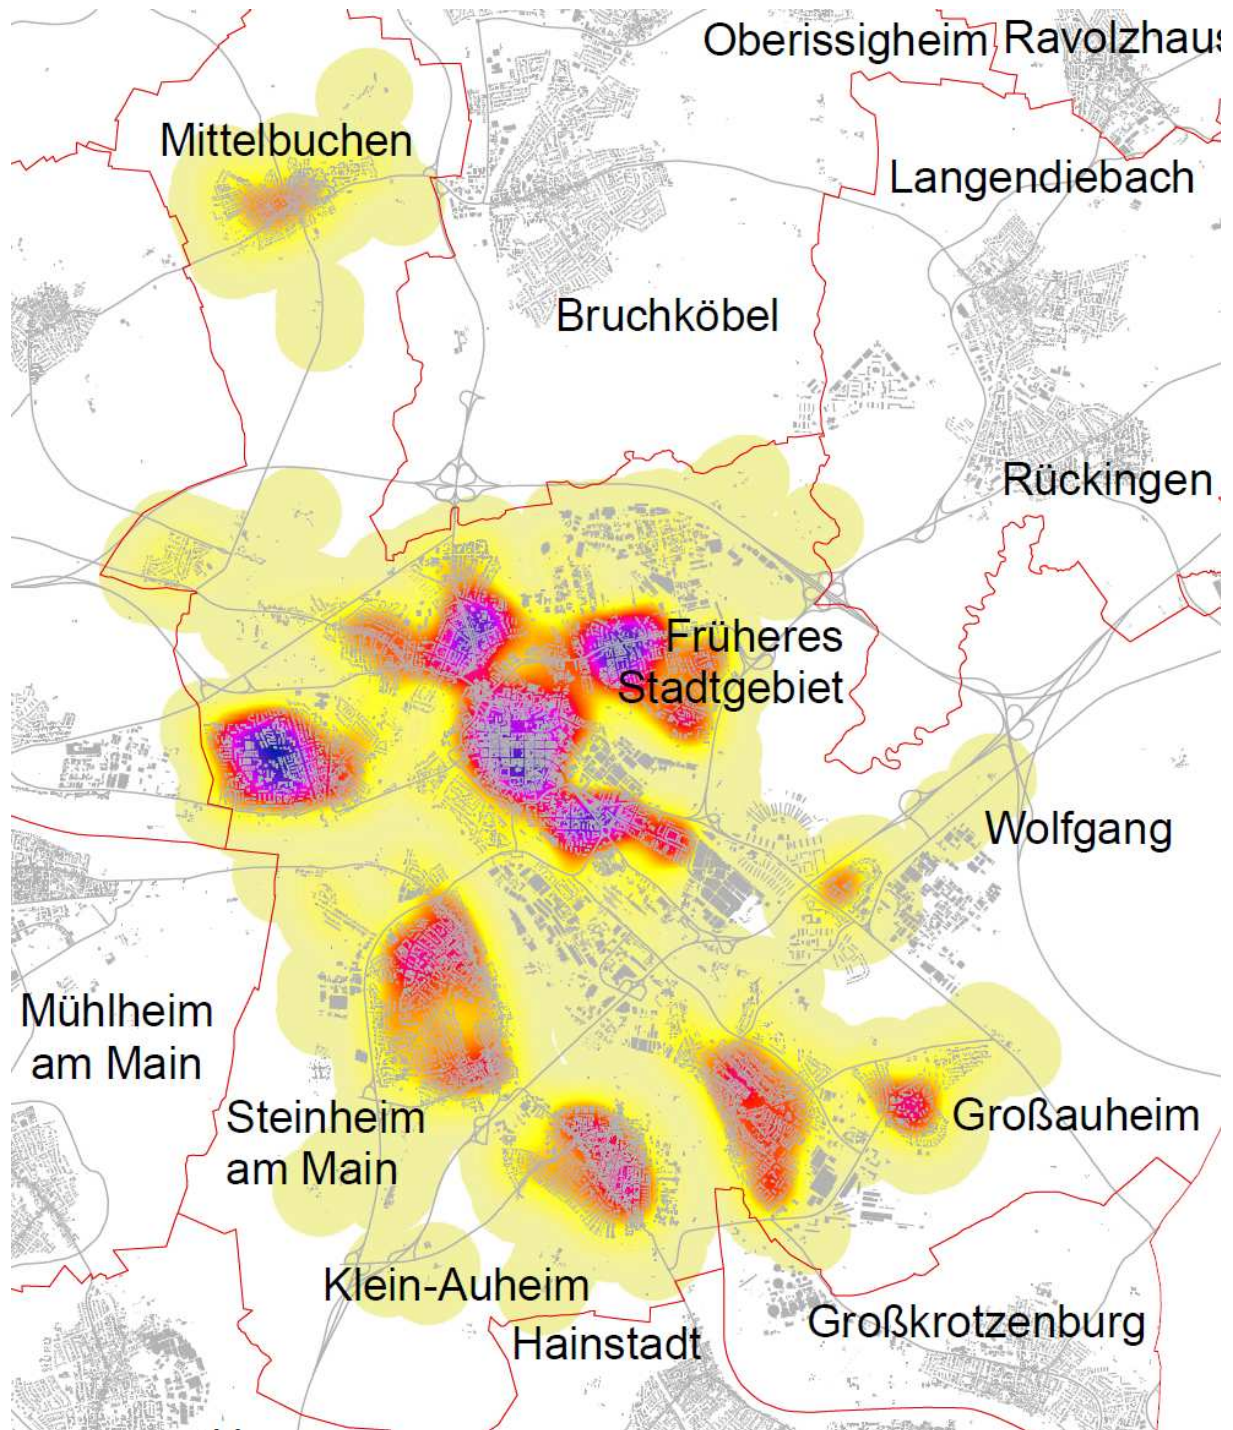 Oberissigheim
Ravolzhaus
Mittelbuchen
Langendiebach
Bruchköbel
Rückingen
Früheres
Stadtgebiet
Wolfgang
Mühlheim
am Main
Steinheim
am Main
Großauheim
Klein-Auheim
Hainstadt
Großkrotzenburg